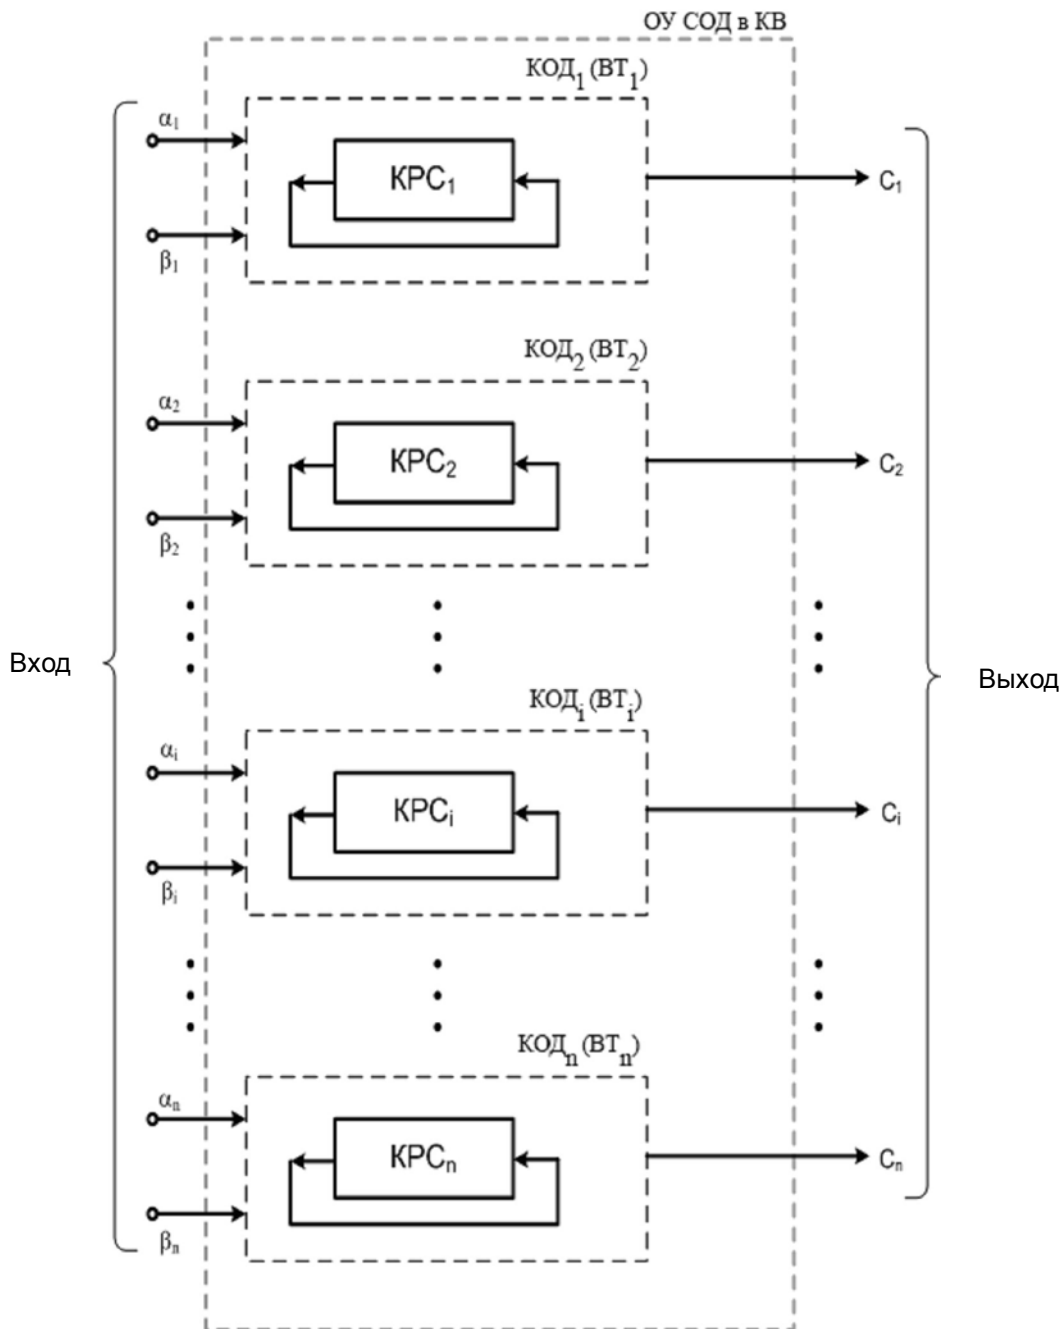 ОУ СОД в КВ
КОД₁(ВТ₁)
α₁
КРС₁
C₁
β₁
КОД₂(ВТ₂)
α₂
КРС₂
C₂
β₂
Вход
Выход
КОДᵢ(ВТᵢ)
αᵢ
КРСᵢ
Cᵢ
βᵢ
КОДₙ(ВТₙ)
αₙ
КРСₙ
Cₙ
βₙ